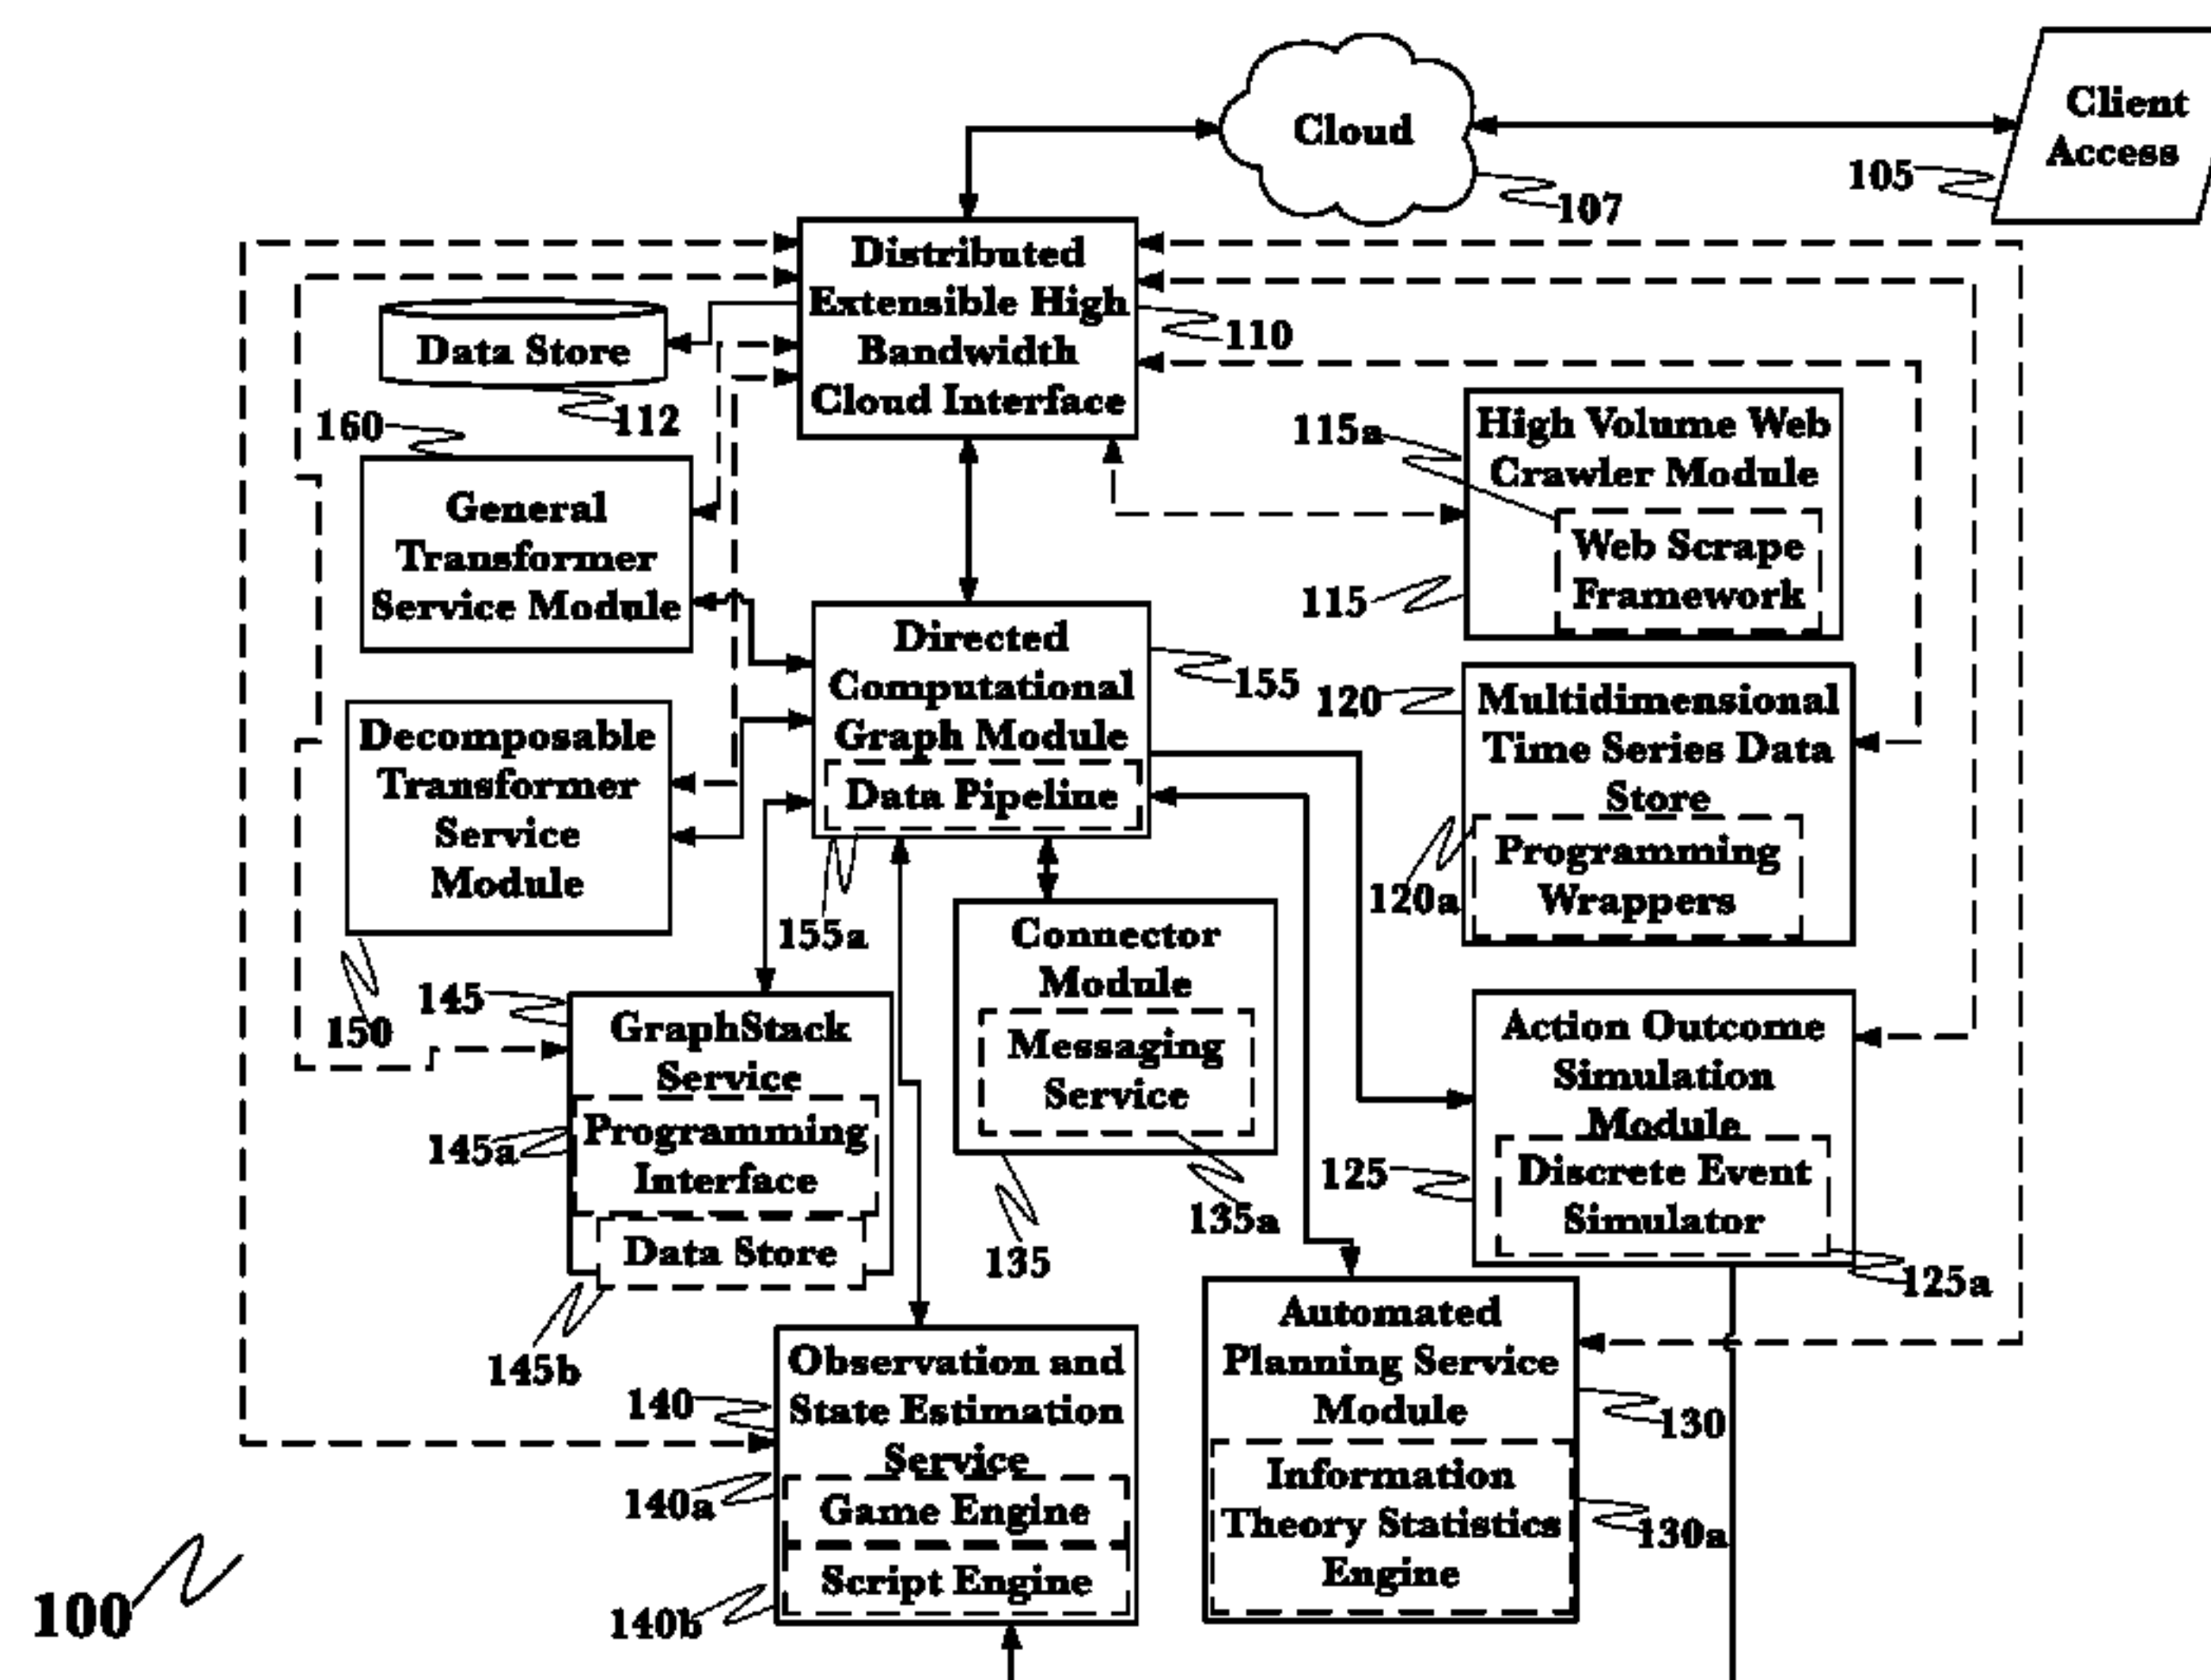 Cloud
Client
Access
105
107
Distributed
Extensible High
Bandwidth
Cloud Interface
110
Data Store
112
160
General
Transformer
Service Module
115a
High Volume Web
Crawler Module
Web Scrape
Framework
115
Directed
Computational
Graph Module
Data Pipeline
155
155a
120
Multidimensional
Time Series Data
Store
Programming
Wrappers
120a
Decomposable
Transformer
Service
Module
150
Connector
Module
Messaging
Service
135
135a
145
GraphStack
Service
Programming
Interface
Data Store
145a
145b
Action Outcome
Simulation
Module
Discrete Event
Simulator
125
125a
Observation and
State Estimation
Service
Game Engine
Script Engine
140
140a
140b
Automated
Planning Service
Module
Information
Theory Statistics
Engine
130
130a
100